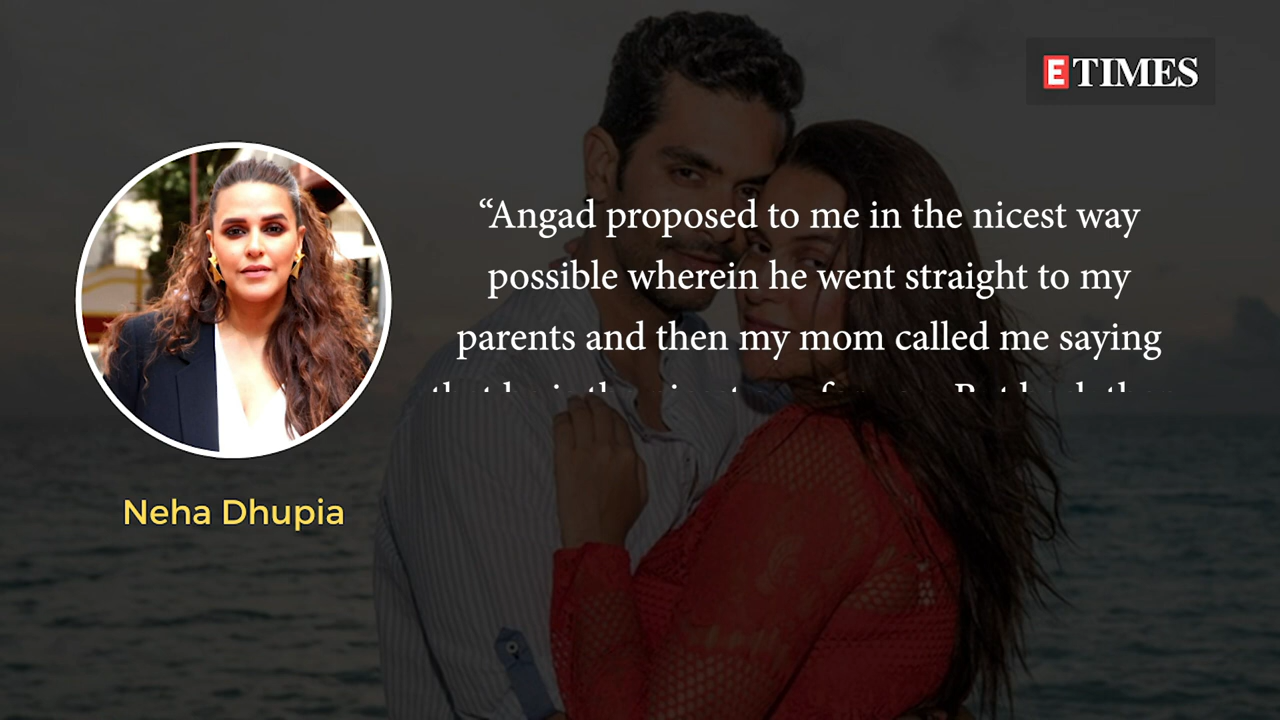 ETIMES
“Angad proposed to me in the nicest way
possible wherein he went straight to my
parents and then my mom called me saying
Neha Dhupia